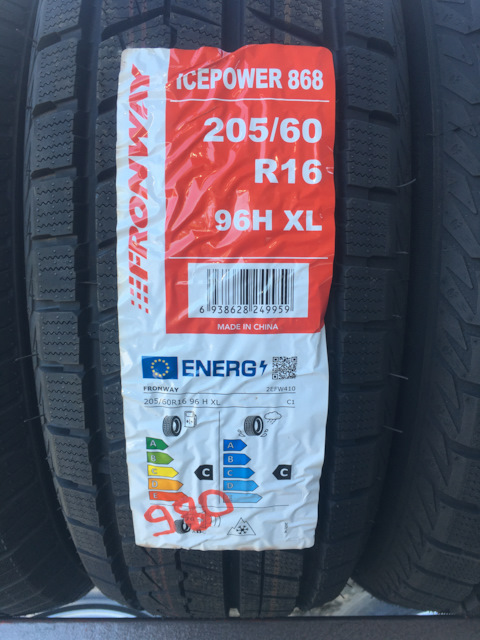 FRONWAY
ICEPOWER 868
205/60
R16
96H XL
6 938628 249959
MADE IN CHINA
ENERG
FRONWAY
2EFW410
205/60R16 96 H XL
C1
A
B
C
D
E
C
A
B
C
D
E
C
980